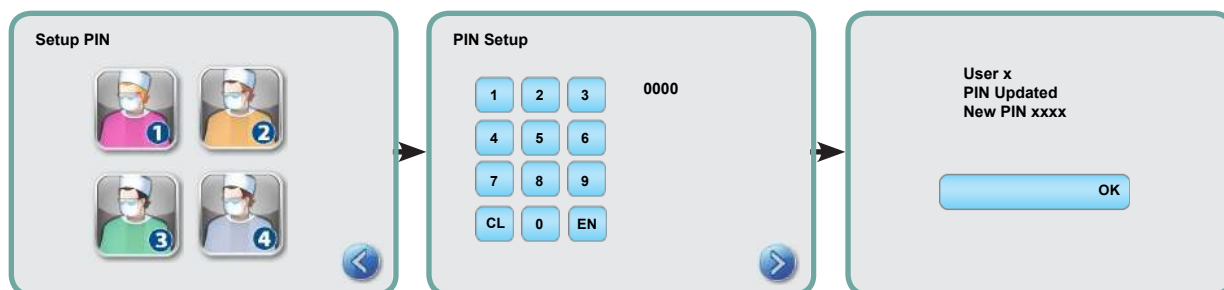 Setup PIN
1
2
3
4
PIN Setup
0000
1 2 3
4 5 6
7 8 9
CL 0 EN
User x
PIN Updated
New PIN xxxx
OK